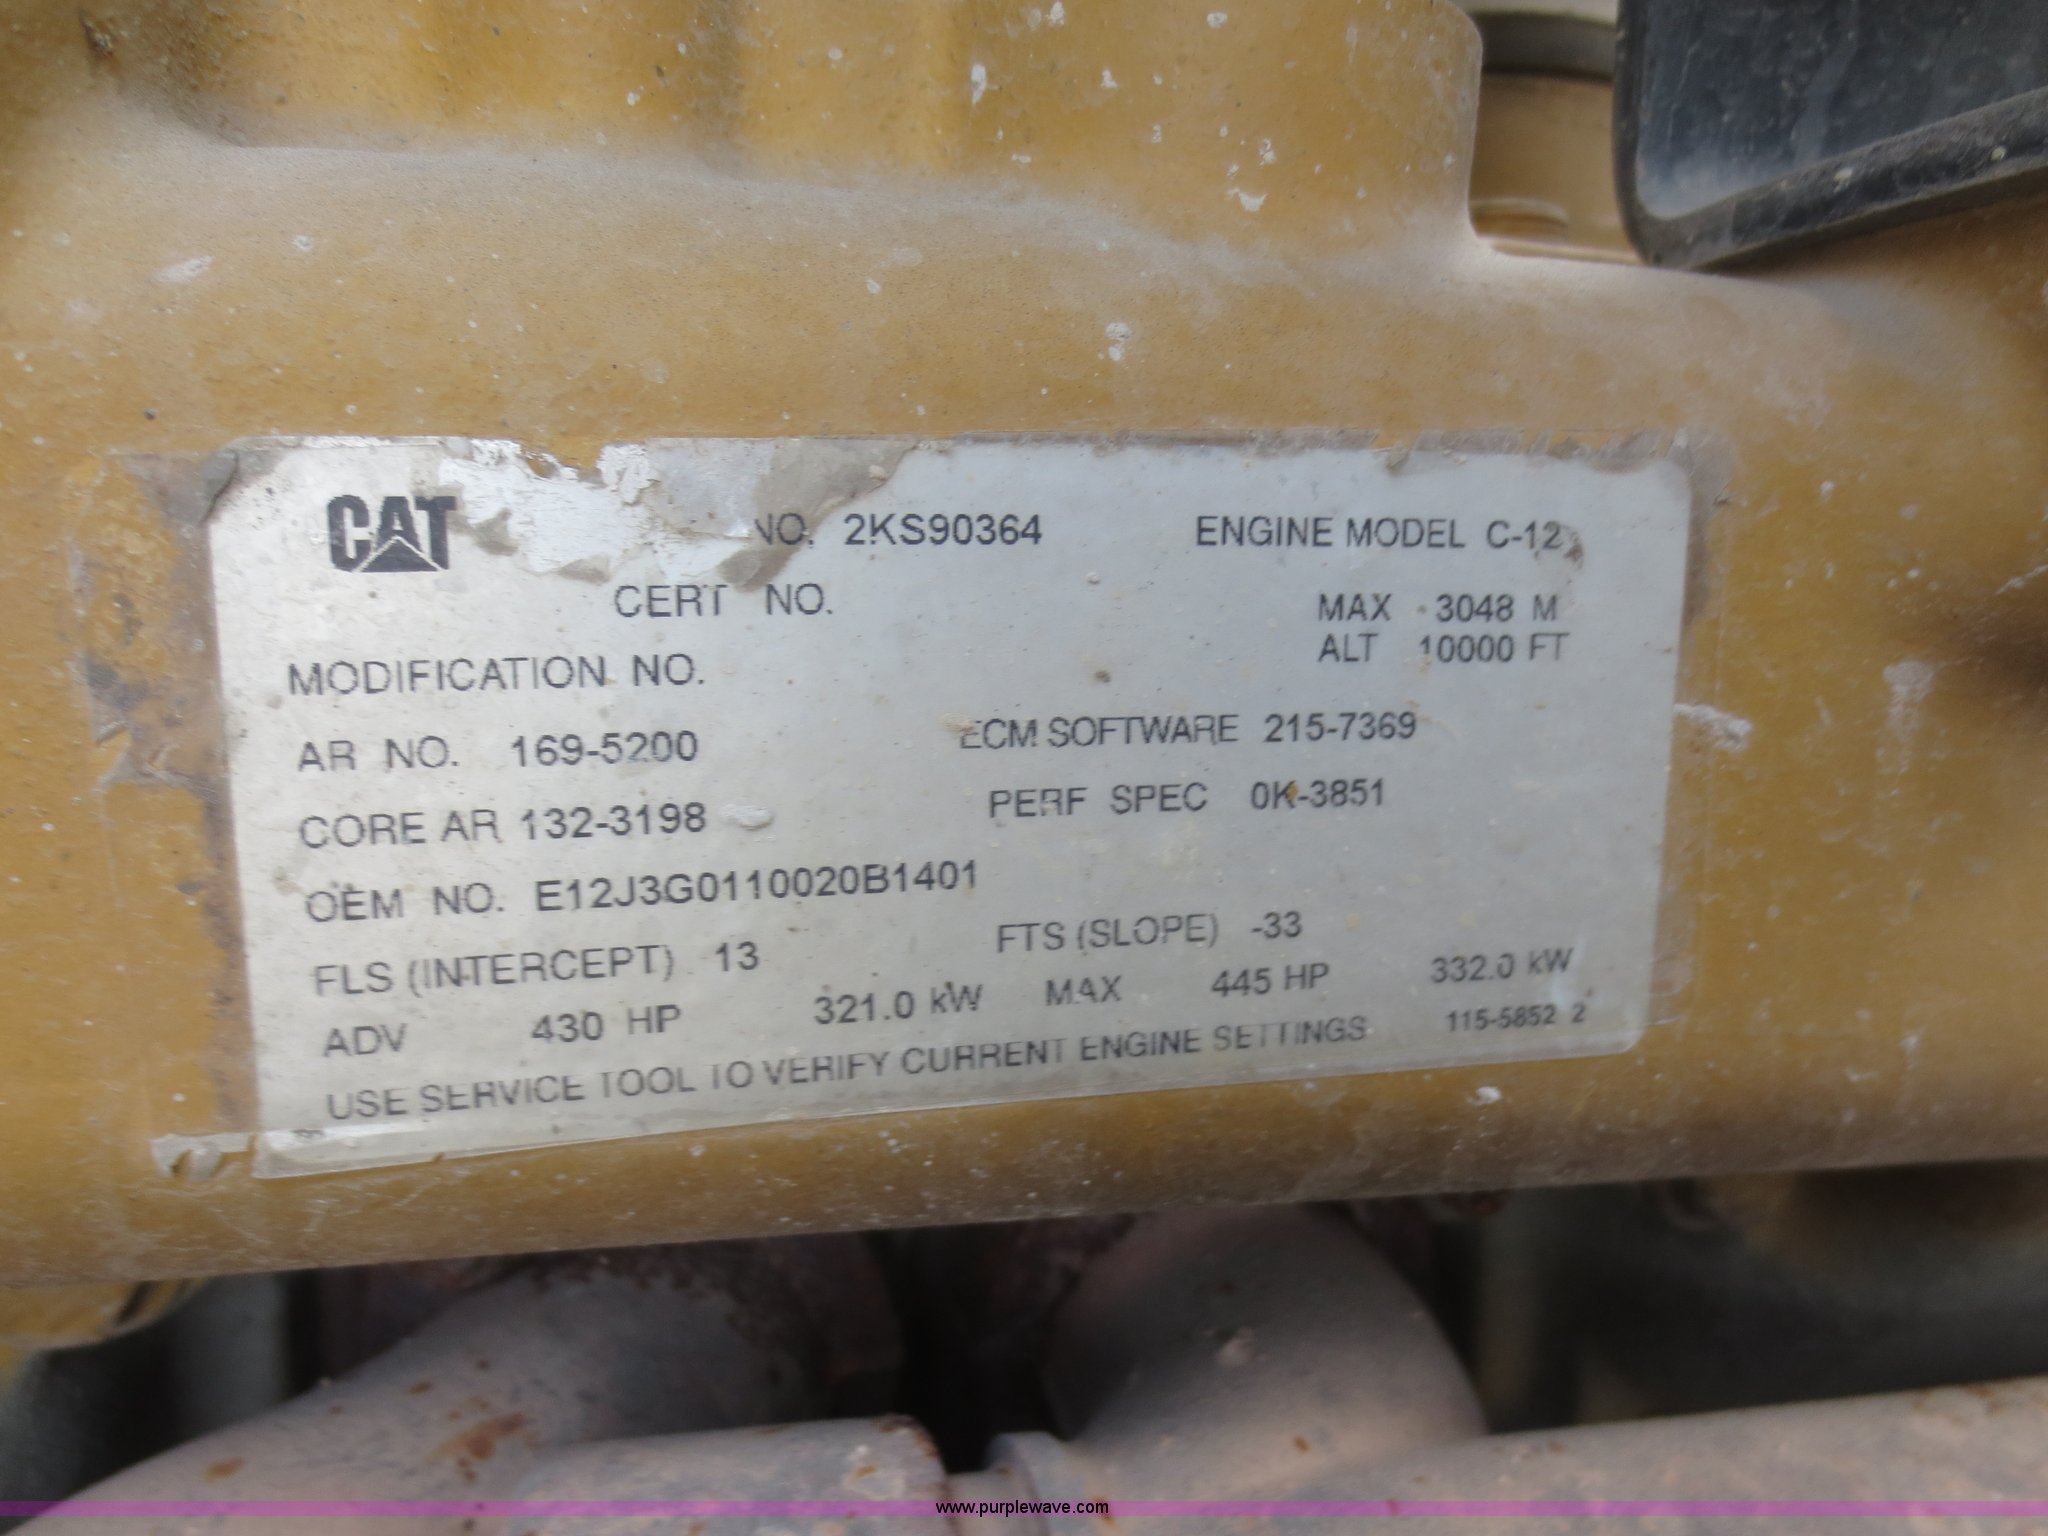 CAT NO. 2KS90364 ENGINE MODEL C-12
CERT NO. MAX 3048 M
ALT 10000 FT
MODIFICATION NO.
AR NO. 169-5200 ECM SOFTWARE 215-7369
CORE AR 132-3198 PERF SPEC 0K-3851
OEM NO. E12J3G0110020B1401
FLS (INTERCEPT) 13 FTS (SLOPE) -33
ADV 430 HP 321.0 kW MAX 445 HP 332.0 kW
USE SERVICE TOOL TO VERIFY CURRENT ENGINE SETTINGS 115-5852 2
www.purplewave.com